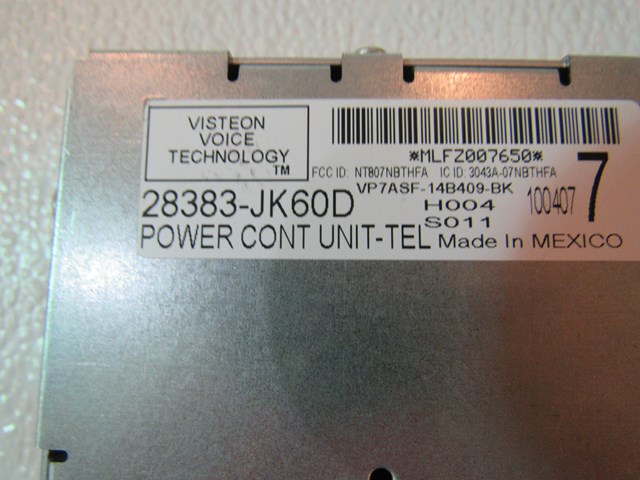 VISTEON
VOICE
TECHNOLOGY
TM
*MLFZ007650*
FCC ID: NT807NBTHFA IC ID: 3043A-07NBTHFA
VP7ASF-14B409-BK
28383-JK60D H004 100407 7
S011
POWER CONT UNIT-TEL Made In MEXICO